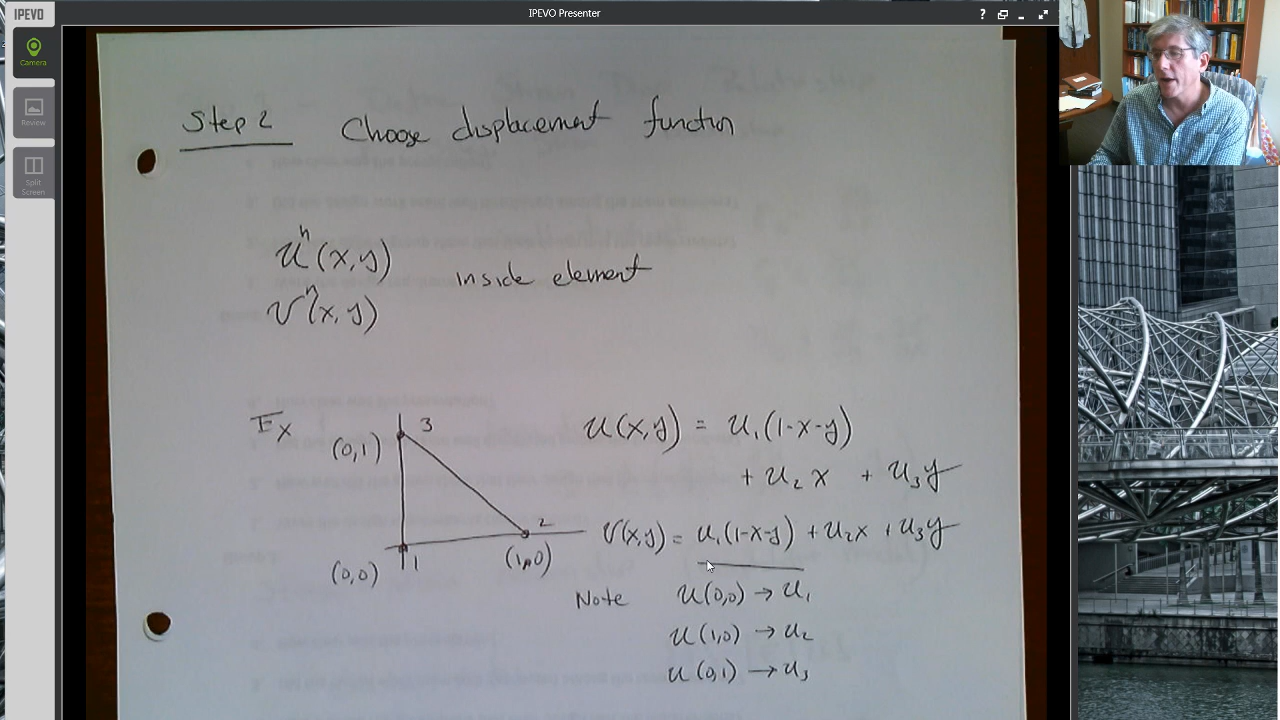 IPEVO Presenter
IPEVO
?
Camera
Review
Split
Screen
Step 2 Choose displacement function
uⁿ(x,y)
vⁿ(x,y)
inside element
Ex
3
(0,1)
2
1
(0,0)
(1,0)
u(x,y) = u₁(1-x-y)
+ u₂x + u₃y
v(x,y) = u₁(1-x-y) + u₂x + u₃y
Note u(0,0) → u₁
u(1,0) → u₂
u(0,1) → u₃